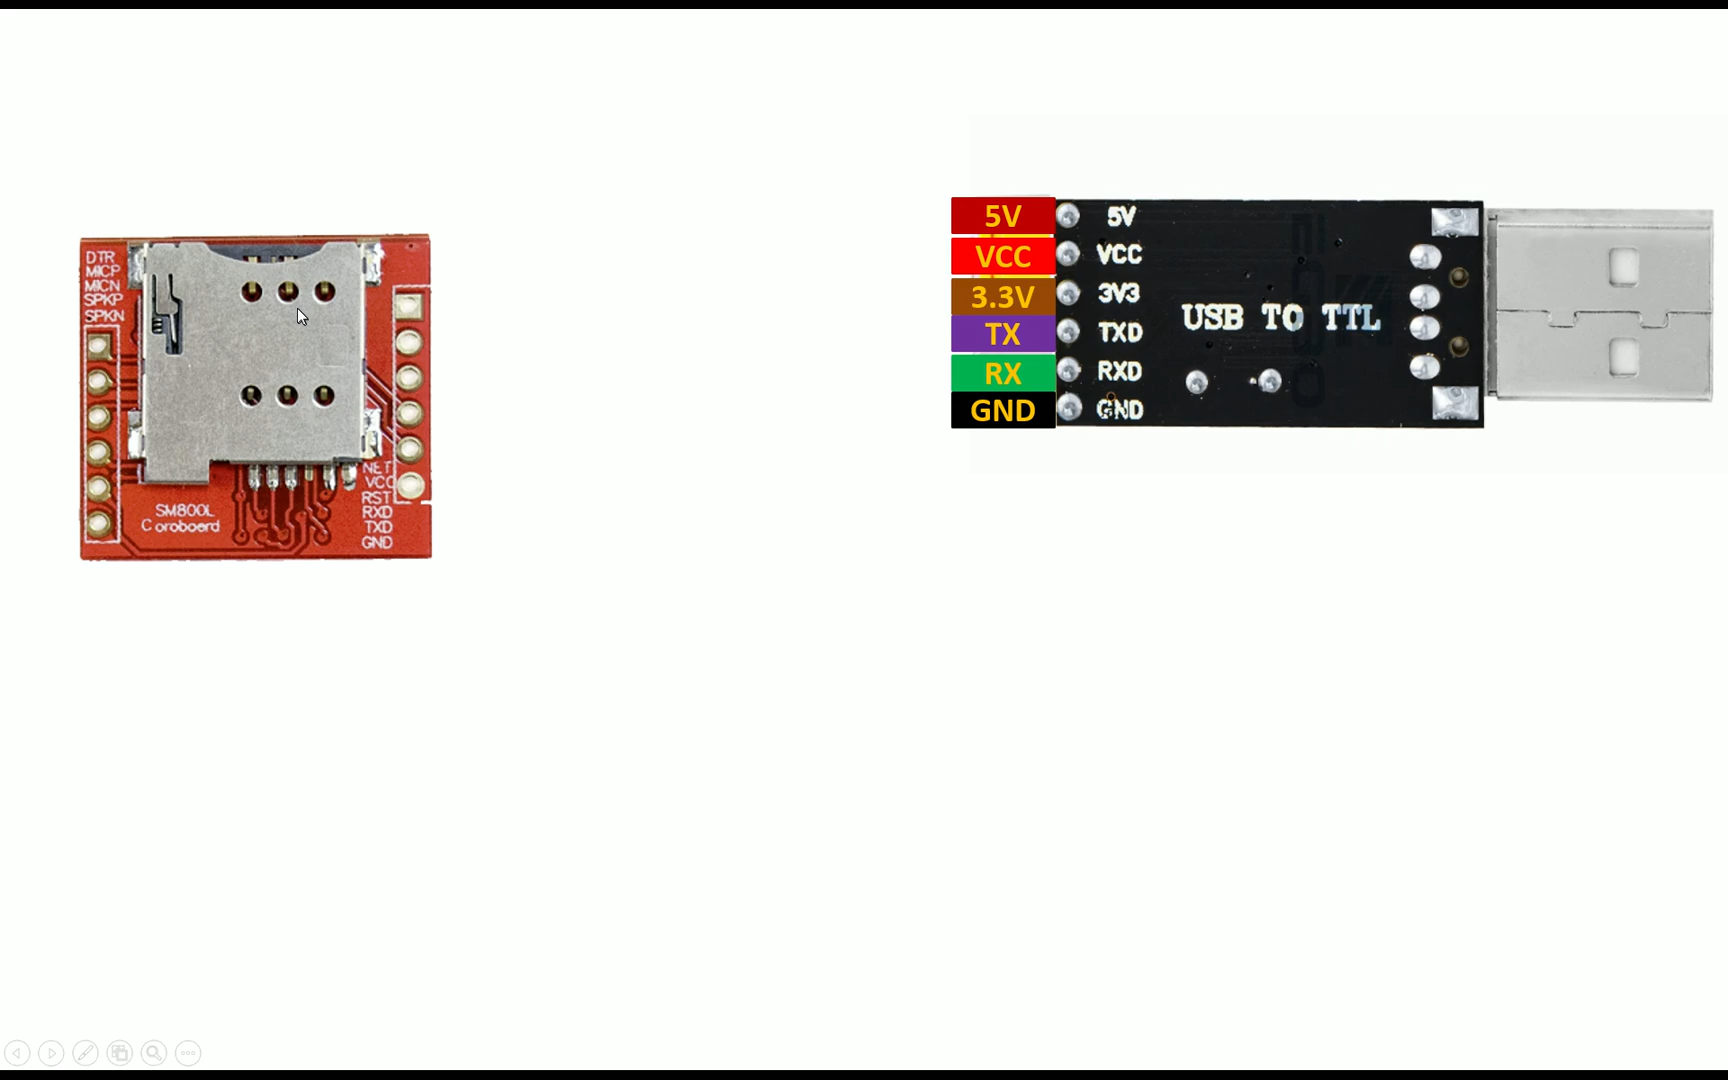 DTR
MICP
MICN
SPKP
SPKN
NET
VCC
RST
RXD
TXD
GND
SM800L
C oroboard
5V
VCC
3.3V
TX
RX
GND
5V
VCC
3V3
TXD
RXD
GND
USB TO TTL